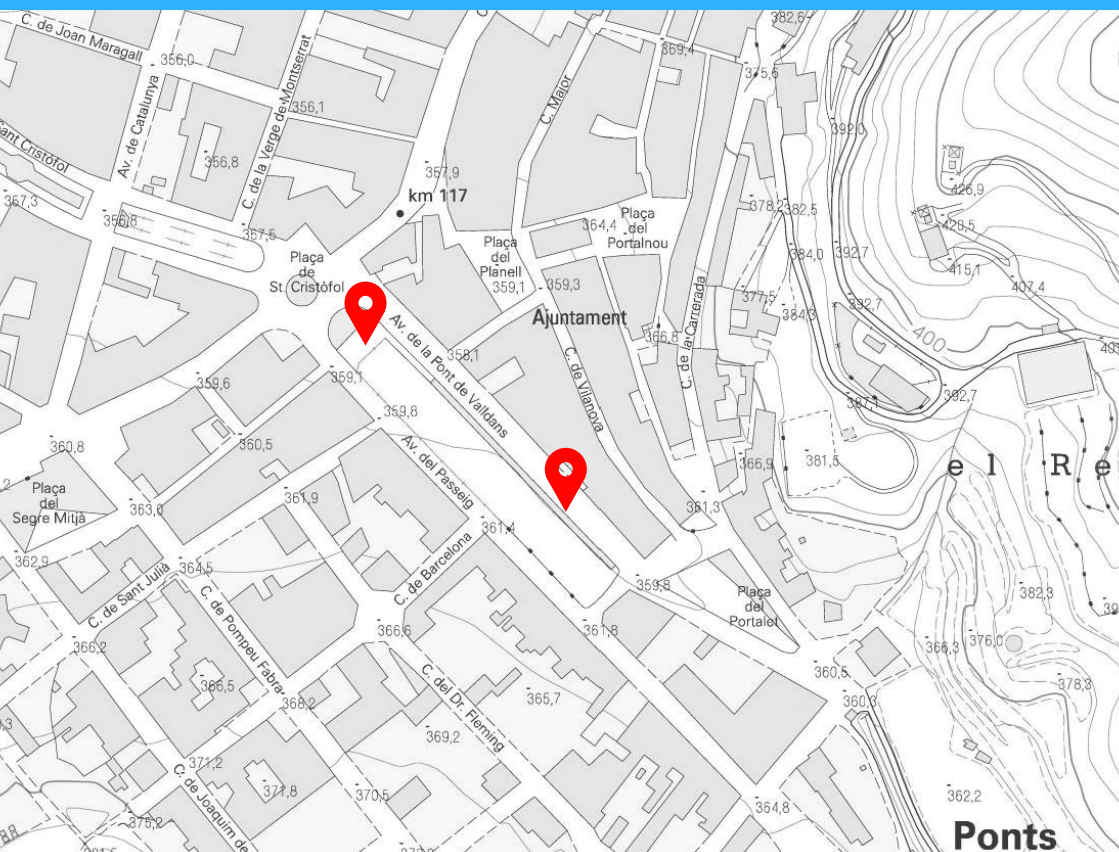 C. de Joan Maragall
356,0
Av. de Catalunya
C. de la Verge de Montserrat
356,1
356,8
Sant Cristòfol
357,3
356,8
357,5
357,9
km 117
C. Major
369,4
382,6
375,6
392,0
426,9
420,5
415,1
407,4
400
378,2
382,5
384,0
392,7
377,5
384,3
392,7
387,1
392,7
Plaça
del
Portalnou
364,4
Plaça
del
Planell
359,1
359,3
Plaça
de
St. Cristòfol
Ajuntament
366,8
C. de la Carrerada
C. de Vilanova
358,1
Av. de la Pont de Valldans
359,1
359,6
359,8
360,5
360,8
Av. del Passeig
361,9
363,0
Plaça
del
Segre Mitjà
362,9
361,4
361,3
366,9
381,5
e l R e
C. de Barcelona
364,5
C. de Sant Julià
C. de Pompeu Fabra
366,2
366,5
366,6
368,2
359,8
361,8
Plaça
del
Portalet
360,5
360,3
382,3
366,3
376,0
378,3
365,7
C. del Dr. Fleming
369,2
371,2
371,8
370,5
C. de Joaquim de
375,2
364,8
362,2
Ponts